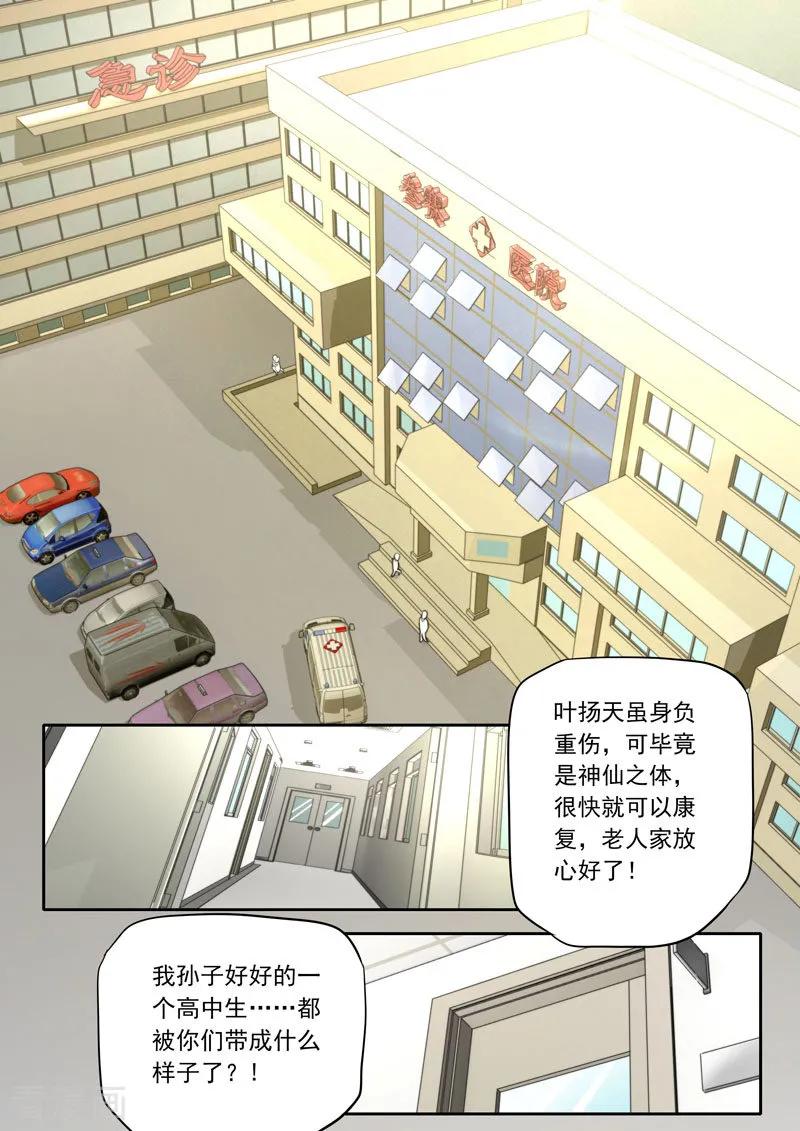 急诊
医院
叶扬天虽身负
重伤，可毕竟
是神仙之体，
很快就可以康
复，老人家放
心好了！
我孙子好好的一
个高中生……都
被你们带成什么
样子了？！